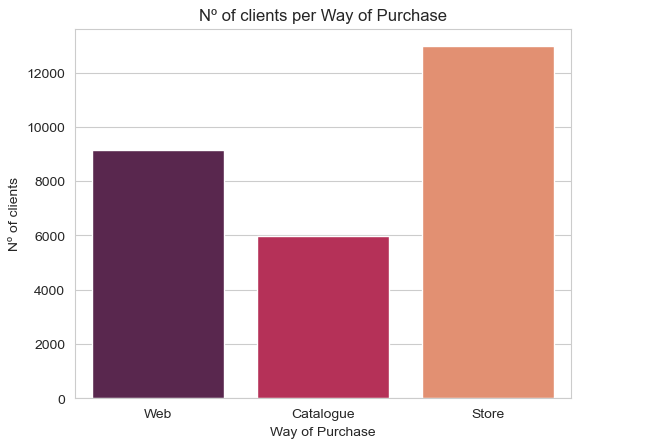 Nº of clients per Way of Purchase
12000
10000
8000
6000
4000
2000
0
Nº of clients
Web
Catalogue
Store
Way of Purchase